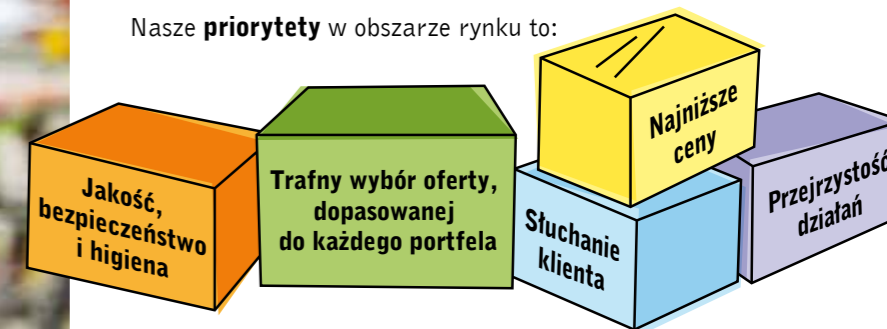 Nasze priorytety w obszarze rynku to:
Jakość,
bezpieczeństwo
i higiena
Trafny wybór oferty,
dopasowanej
do każdego portfela
Najniższe
ceny
Słuchanie
klienta
Przejrzystość
działań